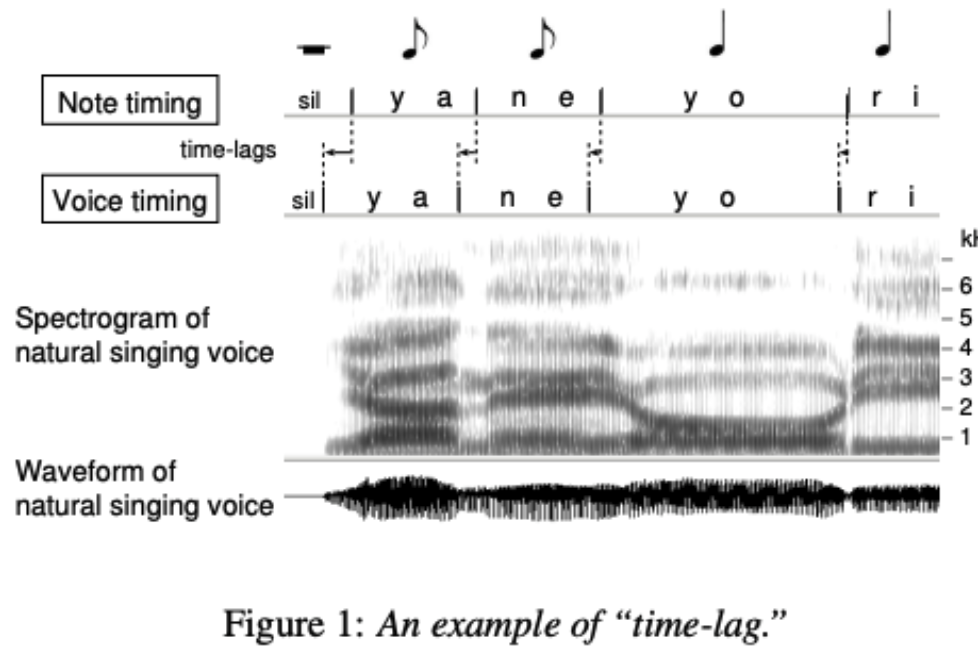 Note timing
sil y a n e y o r i
time-lags
Voice timing
sil y a n e y o r i
kH
6
5
4
3
2
1
Spectrogram of
natural singing voice
Waveform of
natural singing voice
Figure 1: An example of “time-lag.”